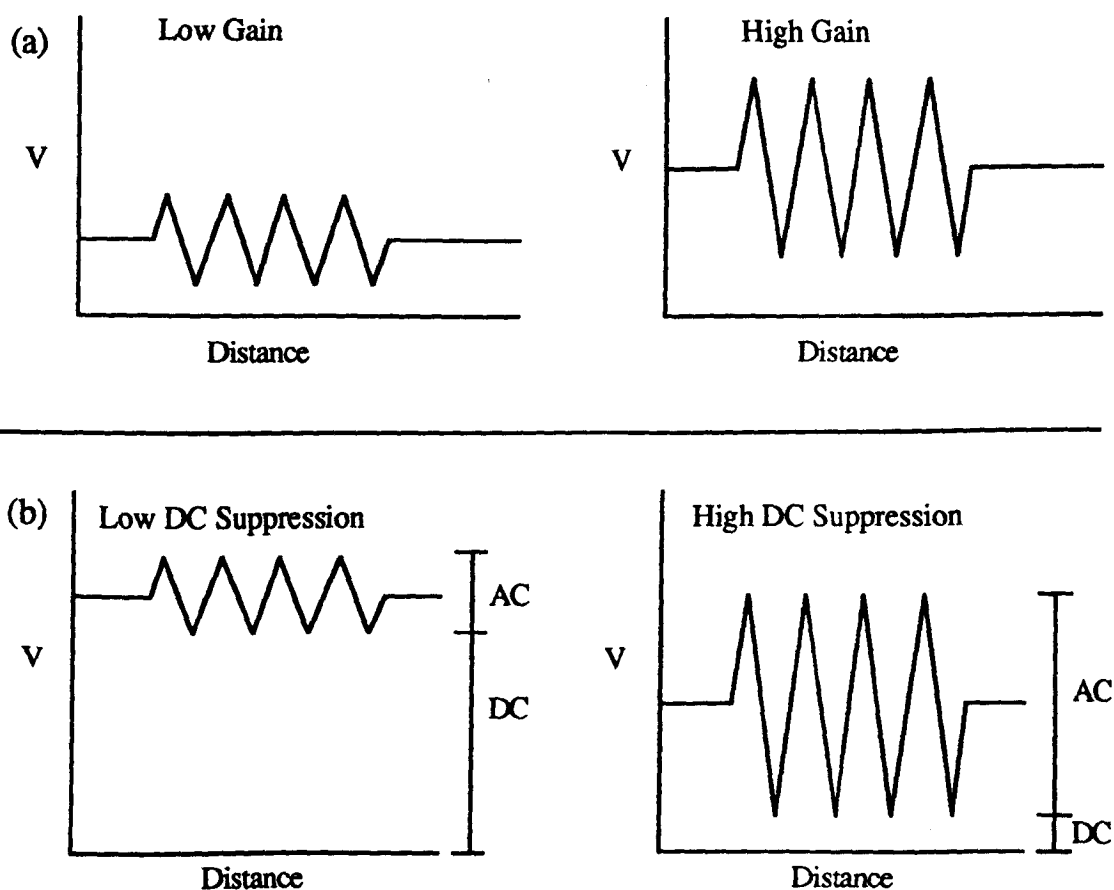 (a)
Low Gain
High Gain
V
V
Distance
Distance
(b)
Low DC Suppression
High DC Suppression
AC
V
V
AC
DC
DC
Distance
Distance